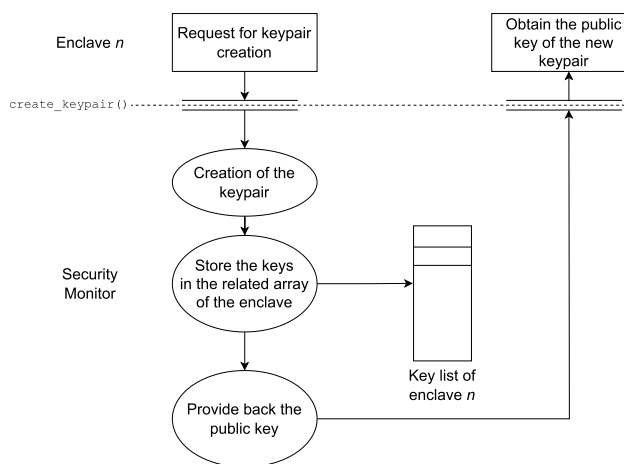 Enclave n
Request for keypair
creation
Obtain the public
key of the new
keypair
create_keypair()
Creation of the
keypair
Security
Monitor
Store the keys
in the related array
of the enclave
Key list of
enclave n
Provide back the
public key